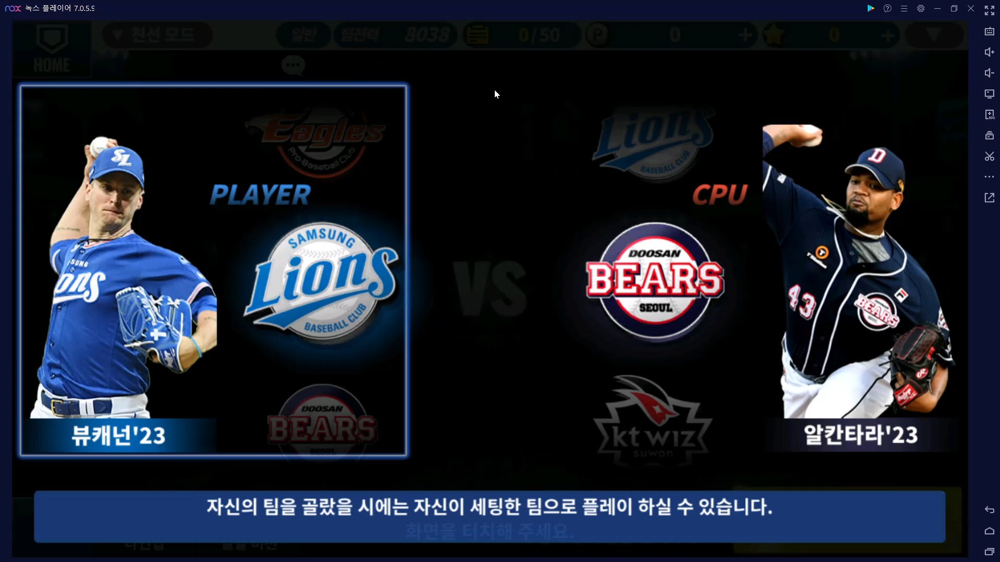 nox 녹스 플레이어 7.0.5.9
▼ 친선 모드
일반
팀전력 8038
0/50
P 0 +
0 +
HOME
Eagles
Pro-Baseball Club
Lions
BASEBALL CLUB
SL
PLAYER
CPU
D
SAMSUNG
Lions
BASEBALL CLUB
VS
DOOSAN
BEARS
SEOUL
43
BEARS
DOOSAN
BEARS
kt wiz
suwon
뷰캐넌'23
알칸타라'23
자신의 팀을 골랐을 시에는 자신이 세팅한 팀으로 플레이 하실 수 있습니다.
화면을 터치해 주세요.